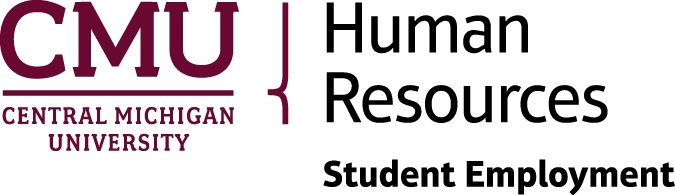 CMU
CENTRAL MICHIGAN
UNIVERSITY
Human
Resources
Student Employment